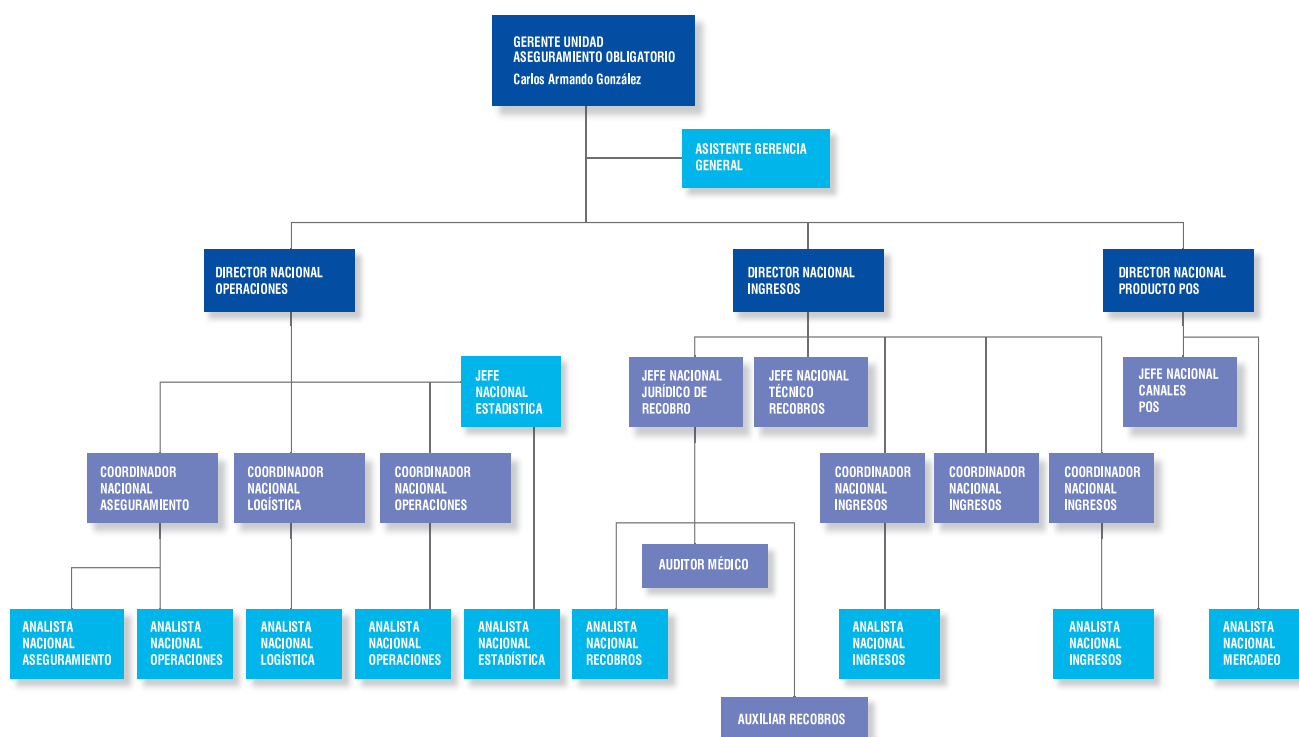 GERENTE UNIDAD
ASEGURAMIENTO OBLIGATORIO
Carlos Armando González
ASISTENTE GERENCIA
GENERAL
DIRECTOR NACIONAL
OPERACIONES
DIRECTOR NACIONAL
INGRESOS
DIRECTOR NACIONAL
PRODUCTO POS
JEFE
NACIONAL
ESTADISTICA
JEFE NACIONAL
JURÍDICO DE
RECOBRO
JEFE NACIONAL
TÉCNICO
RECOBROS
JEFE NACIONAL
CANALES
POS
COORDINADOR
NACIONAL
ASEGURAMIENTO
COORDINADOR
NACIONAL
LOGÍSTICA
COORDINADOR
NACIONAL
OPERACIONES
COORDINADOR
NACIONAL
INGRESOS
COORDINADOR
NACIONAL
INGRESOS
COORDINADOR
NACIONAL
INGRESOS
AUDITOR MÉDICO
ANALISTA
NACIONAL
ASEGURAMIENTO
ANALISTA
NACIONAL
OPERACIONES
ANALISTA
NACIONAL
LOGÍSTICA
ANALISTA
NACIONAL
OPERACIONES
ANALISTA
NACIONAL
ESTADÍSTICA
ANALISTA
NACIONAL
RECOBROS
ANALISTA
NACIONAL
INGRESOS
ANALISTA
NACIONAL
INGRESOS
ANALISTA
NACIONAL
MERCADEO
AUXILIAR RECOBROS